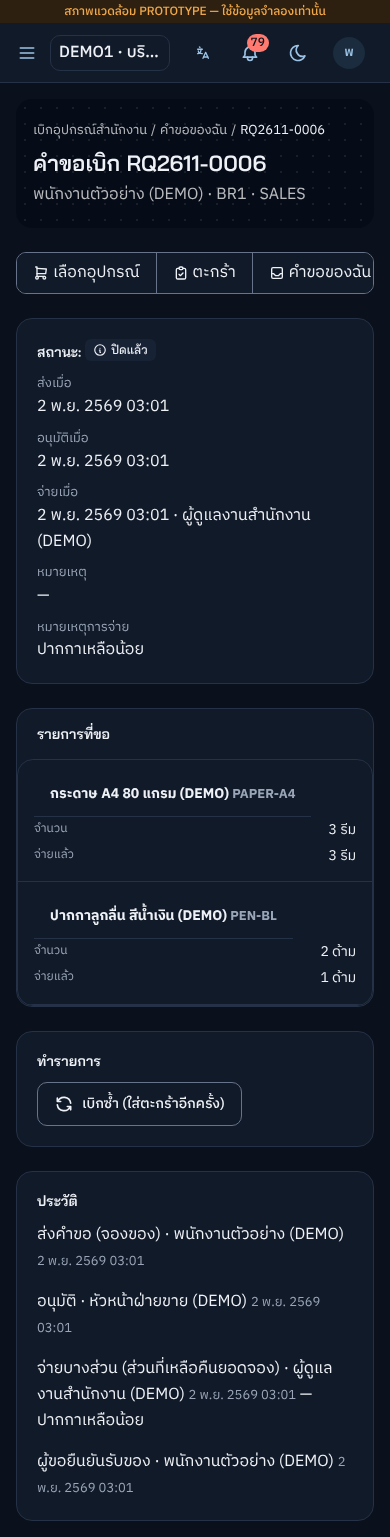 สภาพแวดล้อม PROTOTYPE — ใช้ข้อมูลจำลองเท่านั้น
DEMO1 · บริ...
79
พ
เบิกอุปกรณ์สำนักงาน / คำขอของฉัน / RQ2611-0006
คำขอเบิก RQ2611-0006
พนักงานตัวอย่าง (DEMO) · BR1 · SALES
เลือกอุปกรณ์
ตะกร้า
คำขอของฉัน
สถานะ: ปิดแล้ว
ส่งเมื่อ
2 พ.ย. 2569 03:01
อนุมัติเมื่อ
2 พ.ย. 2569 03:01
จ่ายเมื่อ
2 พ.ย. 2569 03:01 · ผู้ดูแลงานสำนักงาน
(DEMO)
หมายเหตุ
—
หมายเหตุการจ่าย
ปากกาเหลือน้อย
รายการที่ขอ
กระดาษ A4 80 แกรม (DEMO) PAPER-A4
จำนวน 3 รีม
จ่ายแล้ว 3 รีม
ปากกาลูกลื่น สีน้ำเงิน (DEMO) PEN-BL
จำนวน 2 ด้าม
จ่ายแล้ว 1 ด้าม
ทำรายการ
เบิกซ้ำ (ใส่ตะกร้าอีกครั้ง)
ประวัติ
ส่งคำขอ (จองของ) · พนักงานตัวอย่าง (DEMO)
2 พ.ย. 2569 03:01
อนุมัติ · หัวหน้าฝ่ายขาย (DEMO) 2 พ.ย. 2569
03:01
จ่ายบางส่วน (ส่วนที่เหลือคืนยอดจอง) · ผู้ดูแล
งานสำนักงาน (DEMO) 2 พ.ย. 2569 03:01 —
ปากกาเหลือน้อย
ผู้ขอยืนยันรับของ · พนักงานตัวอย่าง (DEMO) 2
พ.ย. 2569 03:01